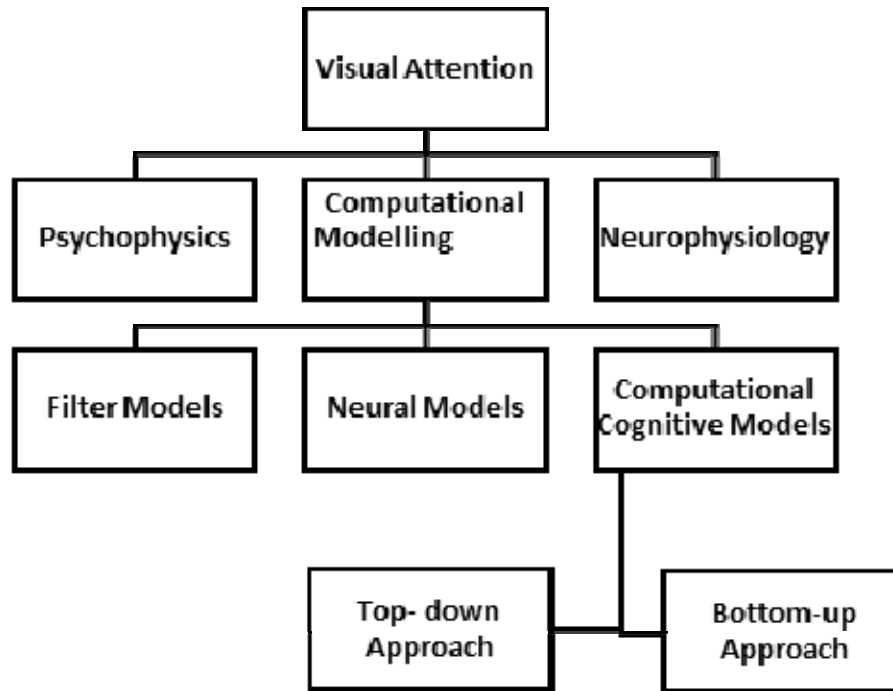 Visual Attention
Psychophysics
Computational
Modelling
Neurophysiology
Filter Models
Neural Models
Computational
Cognitive Models
Top- down
Approach
Bottom-up
Approach